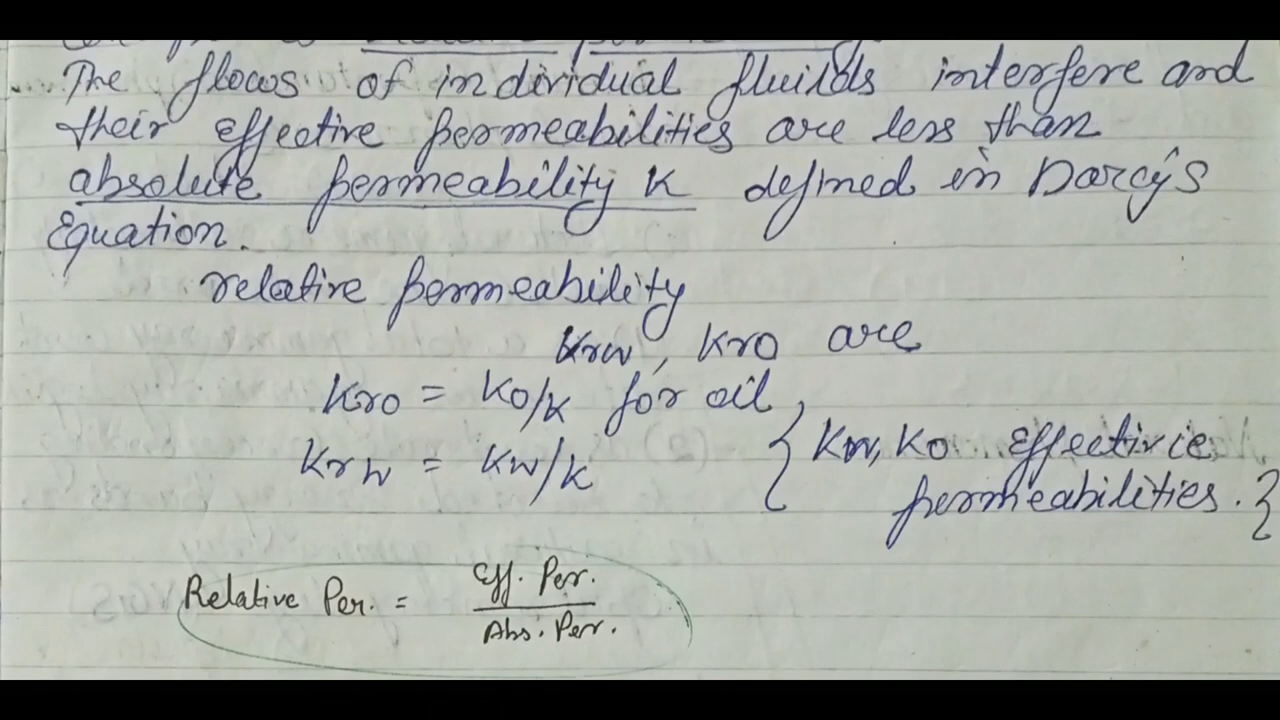 The flows of individual fluilds interfere and
their effective permeabilities are less than
absolute permeability K defined in Darcy's
Equation.
relative permeability
Krw, Kro are
Kro = Ko/K for oil,
Krw = Kw/K { Kw, Ko Effectivie
permeabilities. }
Relative Per. = Eff. Per.
Abs. Per.